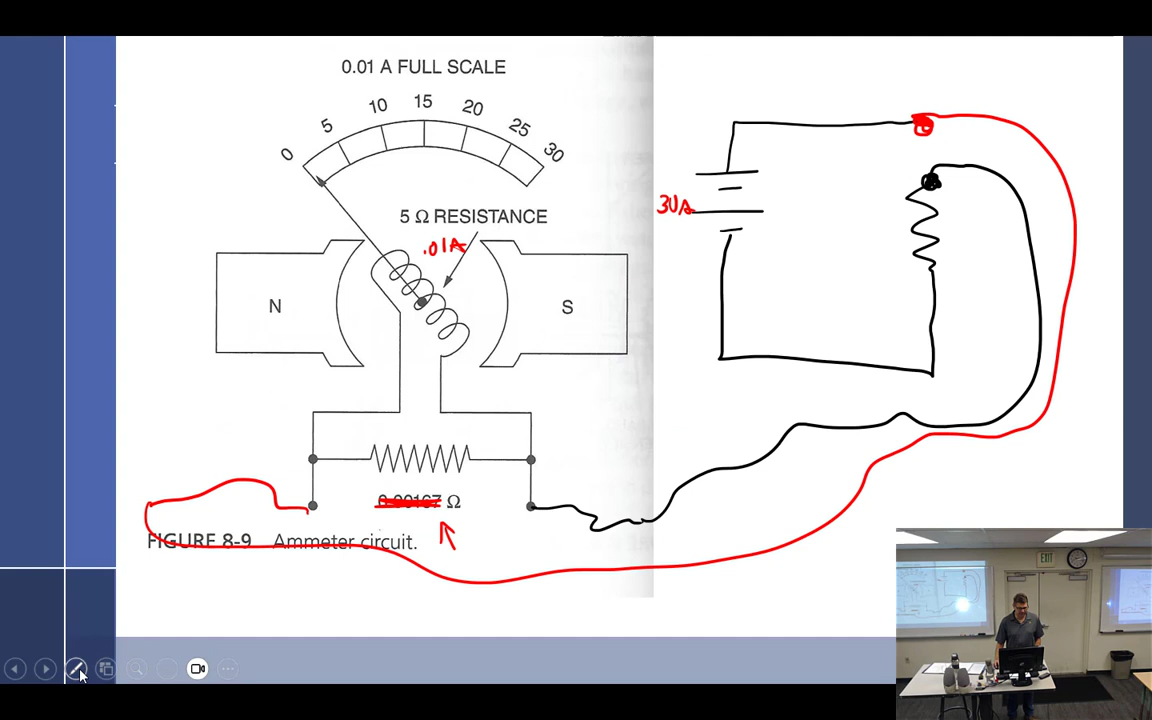 0.01 A FULL SCALE
0 5 10 15 20 25 30
5 Ω RESISTANCE
.01A
30A
N
S
0.00167 Ω
FIGURE 8-9 Ammeter circuit.
EXIT